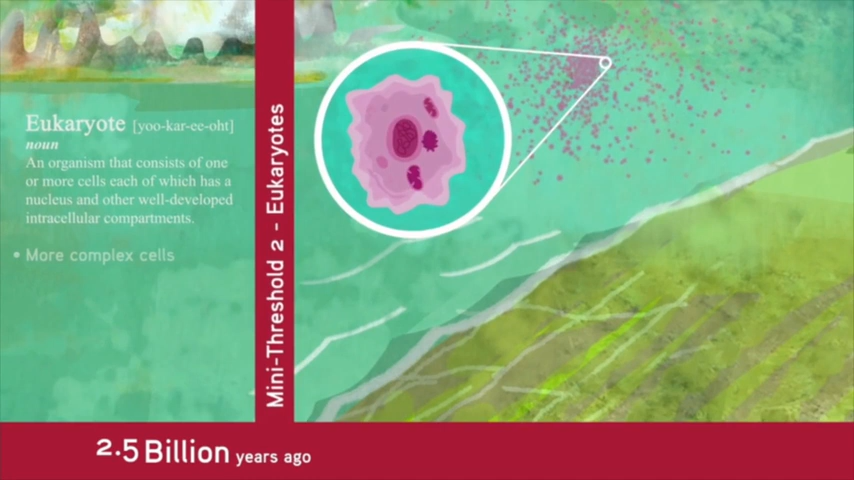 Eukaryote [yoo-kar-ee-oht]
noun
An organism that consists of one
or more cells each of which has a
nucleus and other well-developed
intracellular compartments.
• More complex cells
Mini-Threshold 2 - Eukaryotes
2.5 Billion years ago